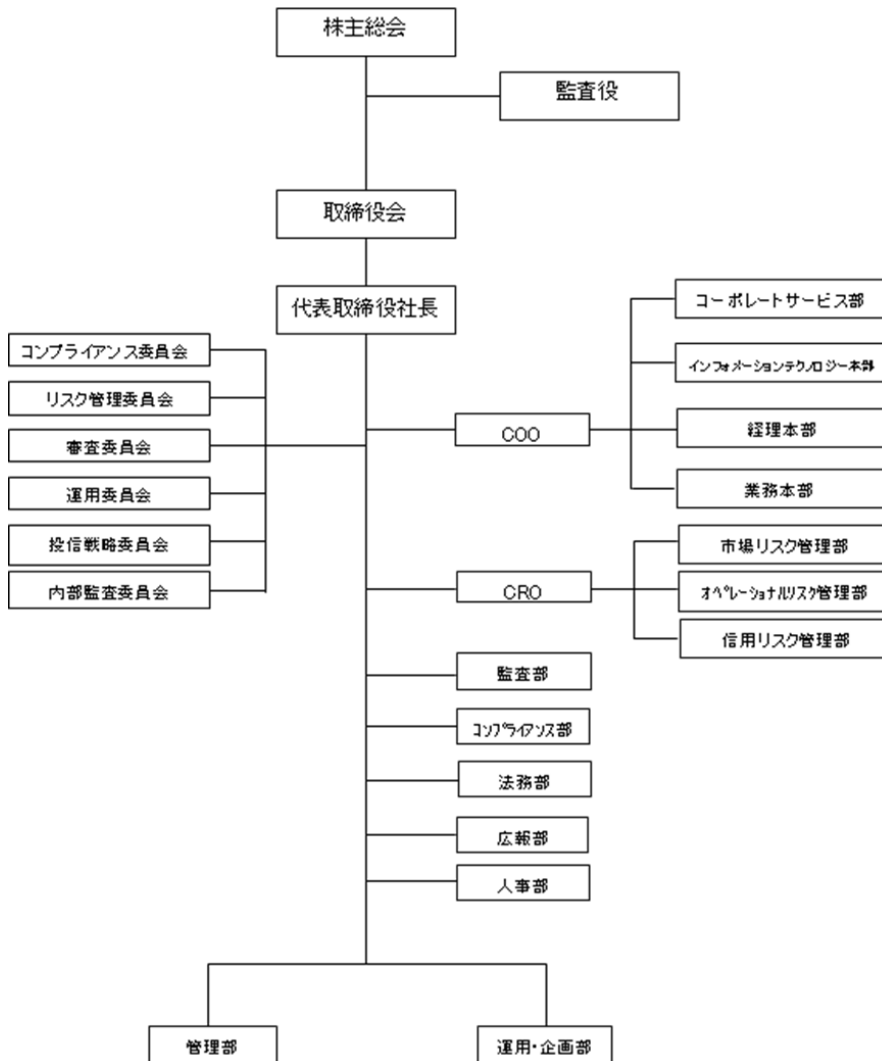 株主総会
監査役
取締役会
代表取締役社長
コンプライアンス委員会
リスク管理委員会
審査委員会
運用委員会
投信戦略委員会
内部監査委員会
COO
コーポレートサービス部
インフォメーションテクノロジー本部
経理本部
業務本部
CRO
市場リスク管理部
オペレーショナルリスク管理部
信用リスク管理部
監査部
コンプライアンス部
法務部
広報部
人事部
管理部
運用・企画部